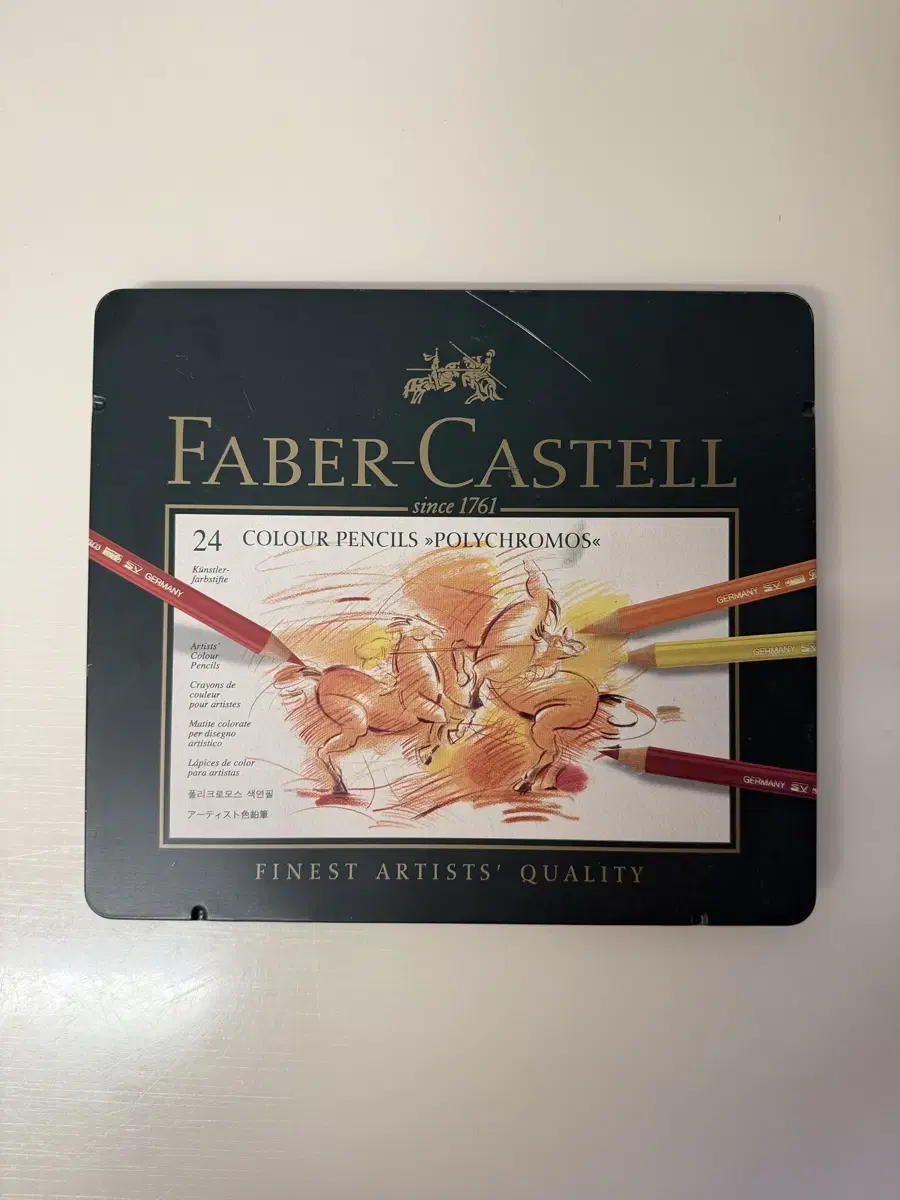 FABER-CASTELL
since 1761
24 COLOUR PENCILS »POLYCHROMOS«
Künstler-
farbstifte
Artists'
Colour
Pencils
Crayons de
couleur
pour artistes
Matite colorate
per disegno
artistico
Lápices de color
para artistas
폴리크로모스 색연필
アーティスト色鉛筆
GERMANY
GERMANY
GERMANY
GERMANY
FINEST ARTISTS' QUALITY